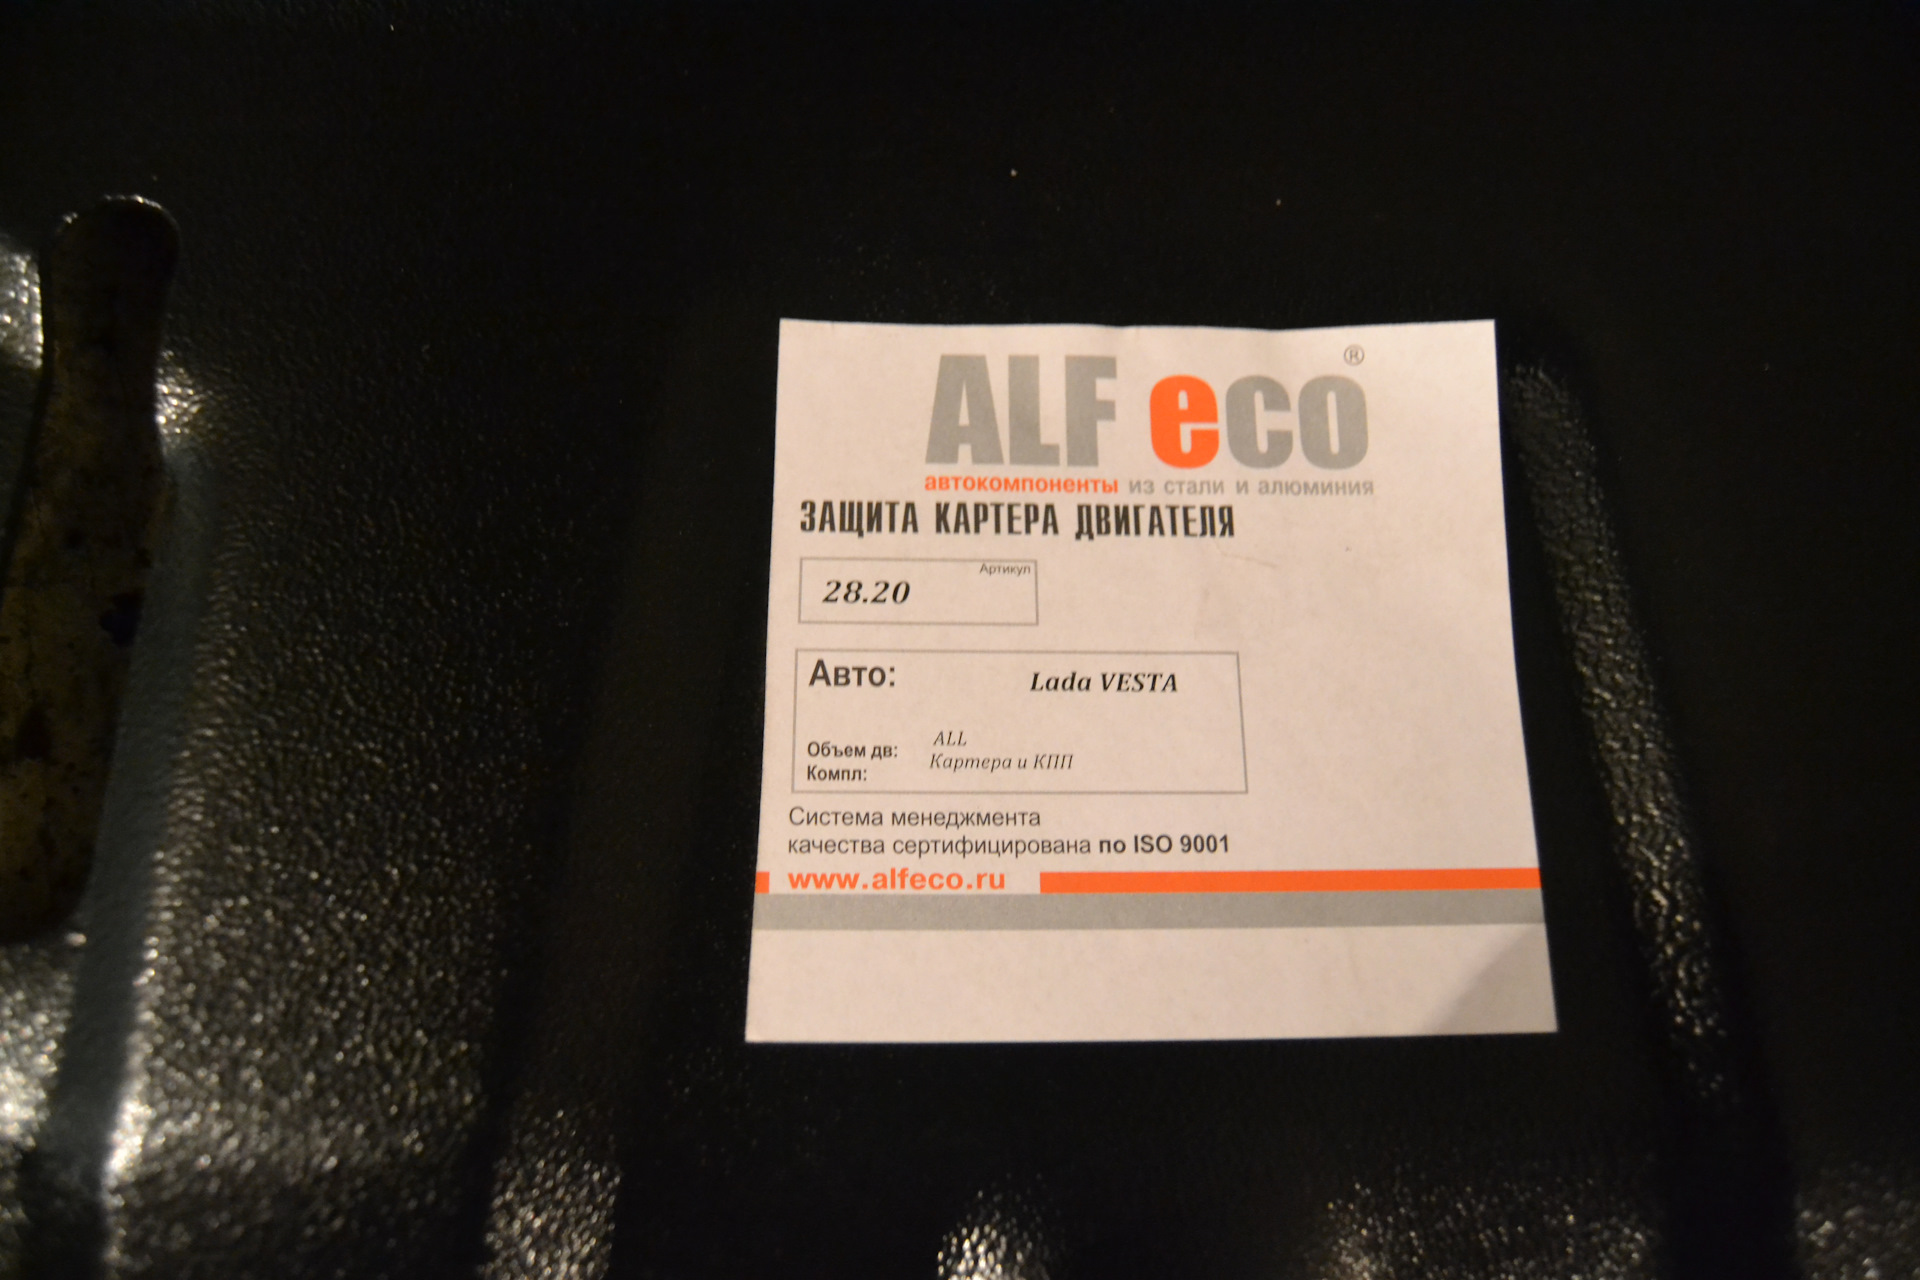 ALF eco ®
автокомпоненты из стали и алюминия
ЗАЩИТА КАРТЕРА ДВИГАТЕЛЯ
Артикул
28.20
Авто: Lada VESTA
Объем дв: ALL
Компл: Картера и КПП
Система менеджмента
качества сертифицирована по ISO 9001
www.alfeco.ru